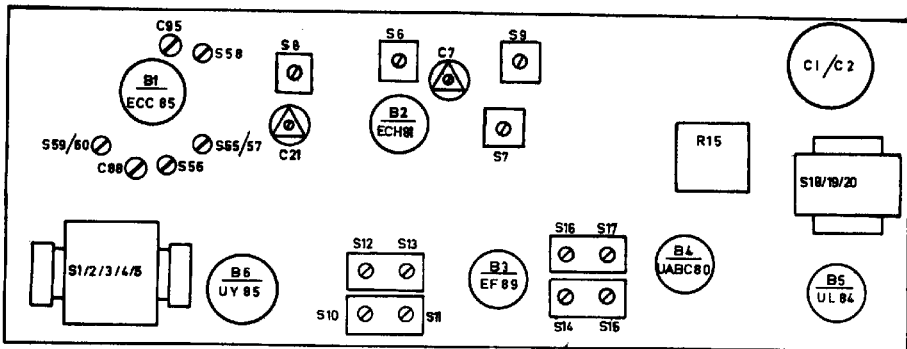 C95
S58
S8
S6
C7
S9
C1/C2
B1
ECC 85
B2
ECH81
S59/60
S55/57
C88
S56
C21
S7
R15
S18/19/20
S1/2/3/4/5
B6
UY 85
S12 S13
S10 S11
B3
EF 89
S16 S17
S14 S15
B4
UABC80
B5
UL 84